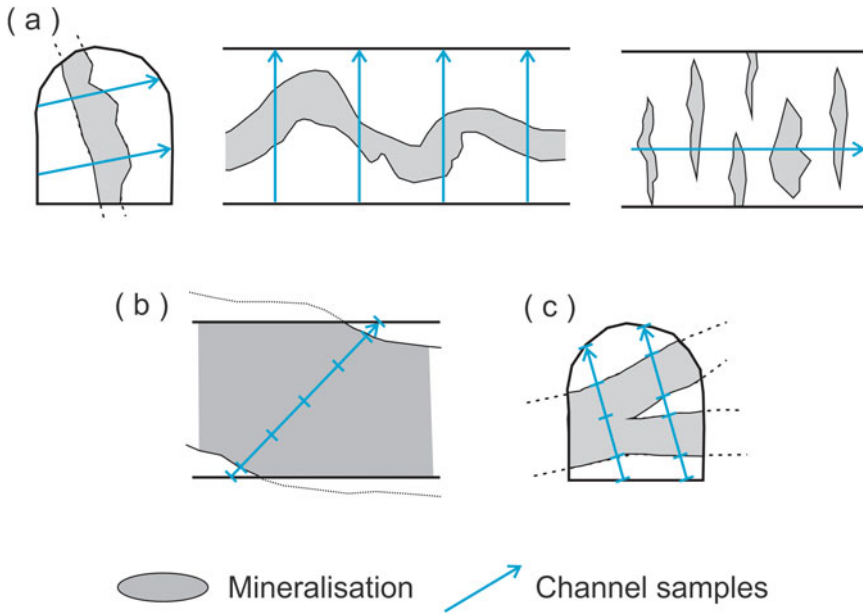 ( a )
( b )
( c )
Mineralisation
Channel samples